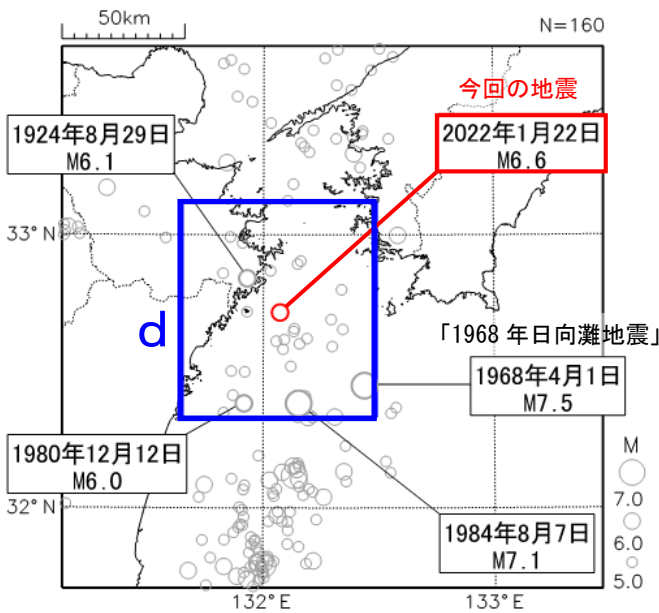 50km
N=160
今回の地震
1924年8月29日
M6.1
2022年1月22日
M6.6
33°N
d
「1968 年日向灘地震」
1968年4月1日
M7.5
1980年12月12日
M6.0
M
7.0
6.0
5.0
32°N
1984年8月7日
M7.1
132°E
133°E